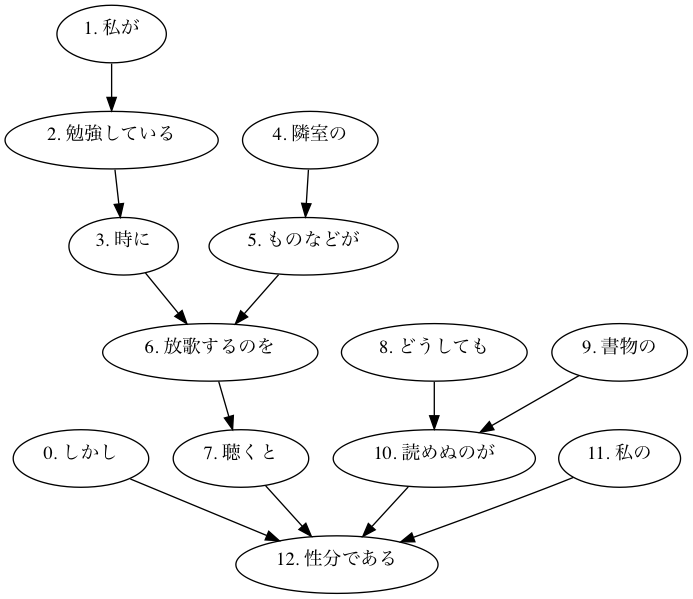 1. 私が
2. 勉強している
4. 隣室の
3. 時に
5. ものなどが
6. 放歌するのを
8. どうしても
9. 書物の
0. しかし
7. 聴くと
10. 読めぬのが
11. 私の
12. 性分である